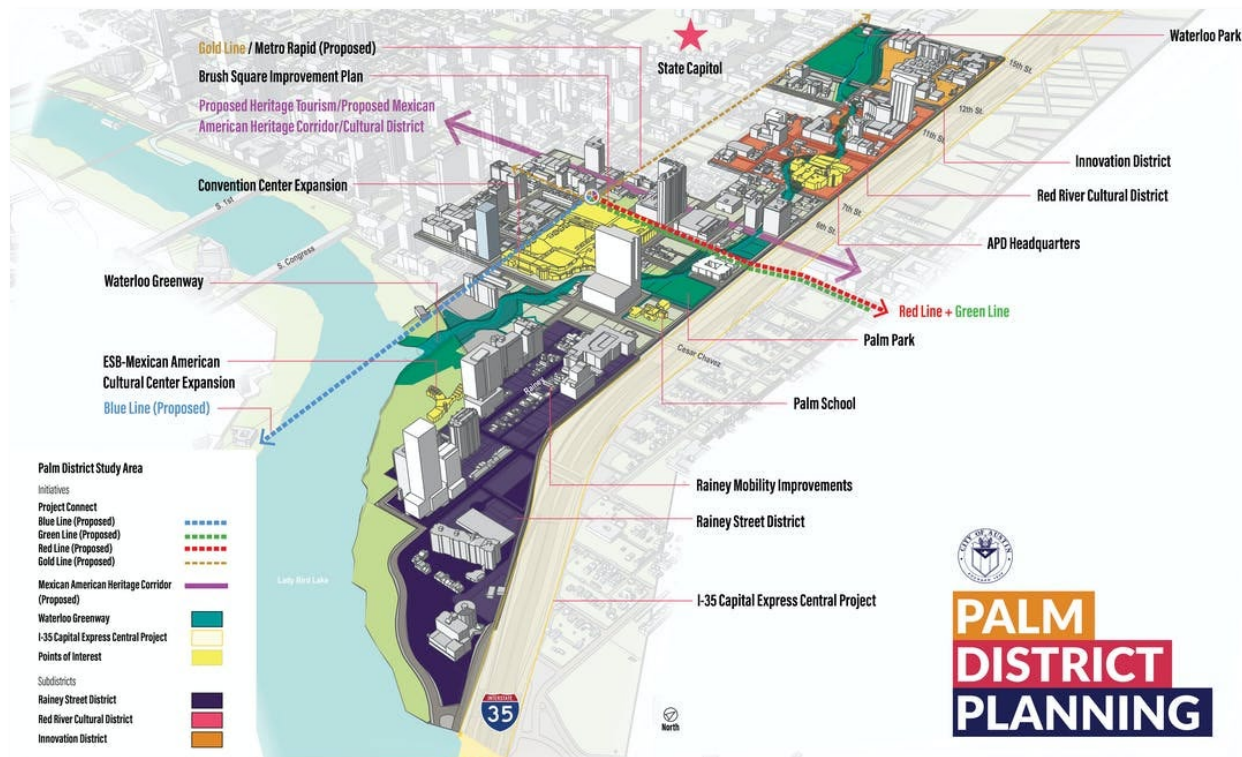 Gold Line / Metro Rapid (Proposed)
Brush Square Improvement Plan
Proposed Heritage Tourism/Proposed Mexican
American Heritage Corridor/Cultural District
Convention Center Expansion
S. 1st
S. Congress
Waterloo Greenway
ESB-Mexican American
Cultural Center Expansion
Blue Line (Proposed)
State Capitol
Waterloo Park
15th St.
12th St.
11th St.
Innovation District
Red River Cultural District
7th St.
6th St.
APD Headquarters
Red Line + Green Line
Palm Park
Cesar Chavez
Palm School
Rainey
Rainey Mobility Improvements
Rainey Street District
I-35 Capital Express Central Project
Lady Bird Lake
INTERSTATE
35
North
Palm District Study Area
Initiatives
Project Connect
Blue Line (Proposed)
Green Line (Proposed)
Red Line (Proposed)
Gold Line (Proposed)
Mexican American Heritage Corridor
(Proposed)
Waterloo Greenway
I-35 Capital Express Central Project
Points of Interest
Subdistricts
Rainey Street District
Red River Cultural District
Innovation District
CITY OF AUSTIN
FOUNDED 1839
PALM
DISTRICT
PLANNING